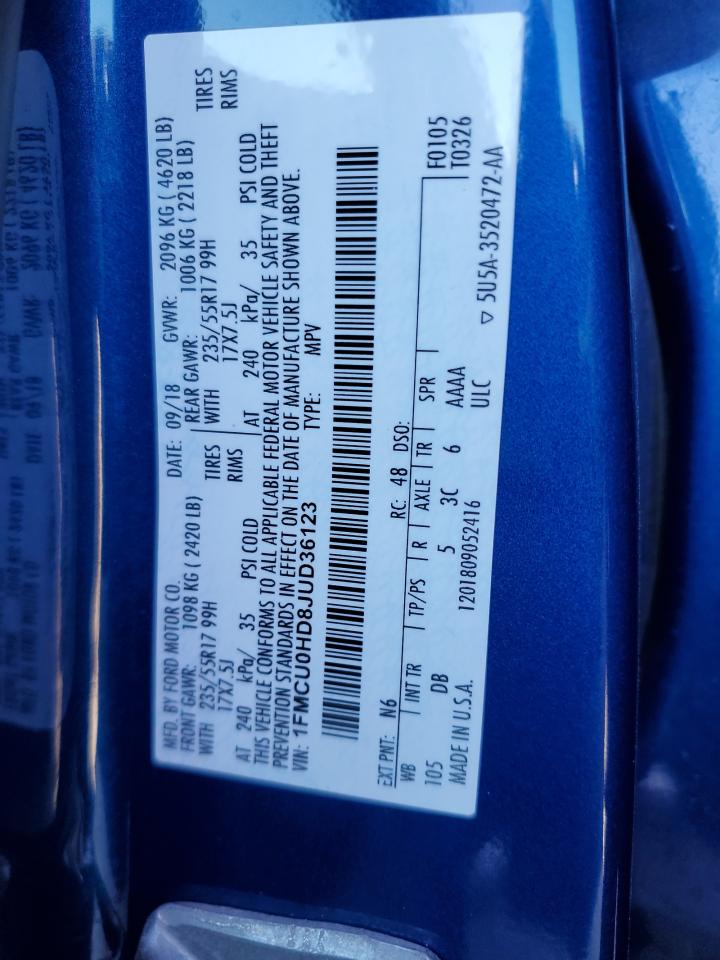 MFD. BY FORD MOTOR CO. DATE: 09/18 GVWR: 2096 KG ( 4620 LB)
FRONT GAWR: 1098 KG ( 2420 LB) REAR GAWR: 1006 KG ( 2218 LB)
WITH 235/55R17 99H TIRES WITH 235/55R17 99H TIRES
17X7.5J RIMS 17X7.5J RIMS
AT 240 kPa/ 35 PSI COLD AT 240 kPa/ 35 PSI COLD
THIS VEHICLE CONFORMS TO ALL APPLICABLE FEDERAL MOTOR VEHICLE SAFETY AND THEFT
PREVENTION STANDARDS IN EFFECT ON THE DATE OF MANUFACTURE SHOWN ABOVE.
VIN: 1FMCU0HD8JUD36123 TYPE: MPV
EXT PNT: N6 RC: 48 DSO: F0105
WB INT TR TP/PS R AXLE TR SPR T0326
105 DB 5 3C 6 AAAA
MADE IN U.S.A. 1201809052416 ULC ▽ 5U5A-3520472-AA